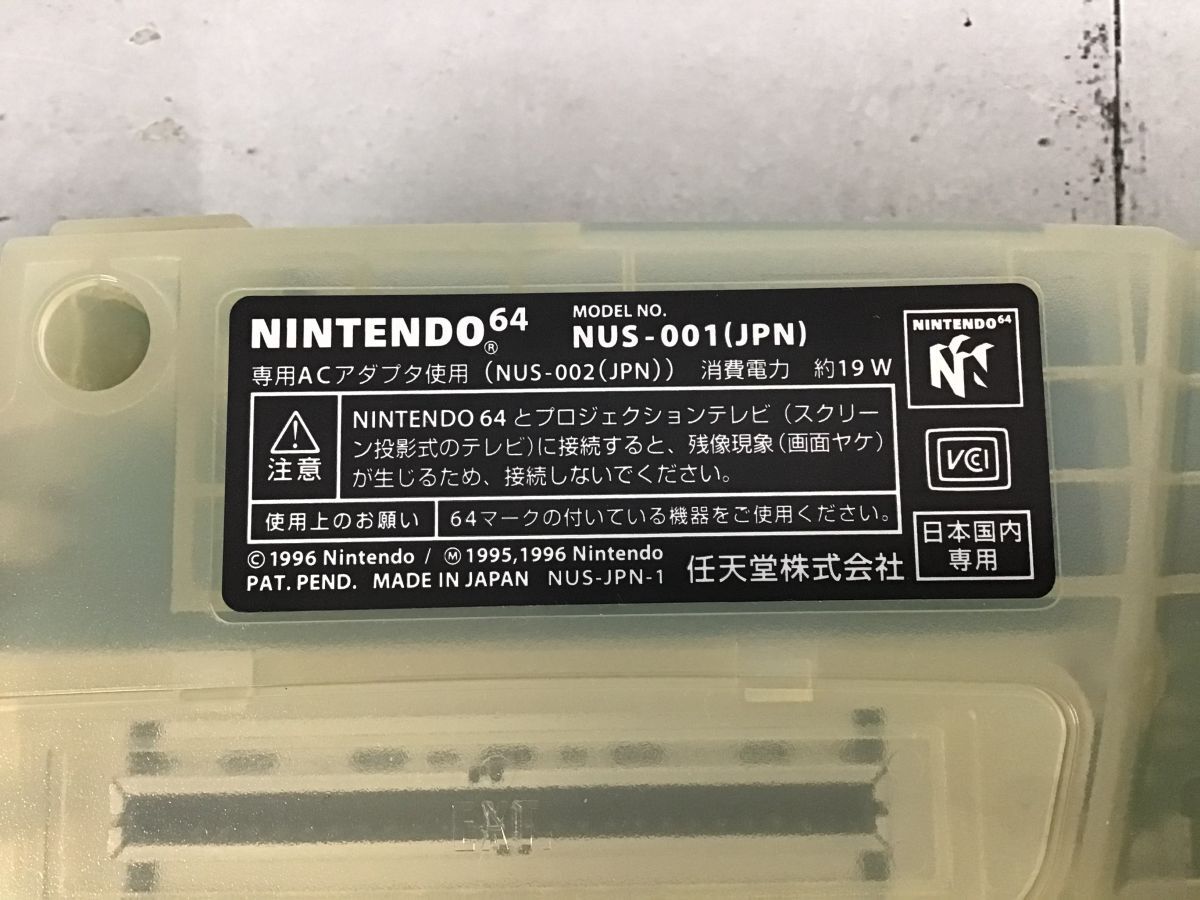 NINTENDO64®
MODEL NO.
NUS-001(JPN)
専用ACアダプタ使用（NUS-002(JPN)） 消費電力 約19W
注意
NINTENDO 64とプロジェクションテレビ（スクリー
ン投影式のテレビ）に接続すると、残像現象（画面ヤケ）
が生じるため、接続しないでください。
使用上のお願い
64マークの付いている機器をご使用ください。
©1996 Nintendo / Ⓜ1995,1996 Nintendo
PAT. PEND. MADE IN JAPAN NUS-JPN-1
任天堂株式会社
NINTENDO64
VCCI
日本国内
専用